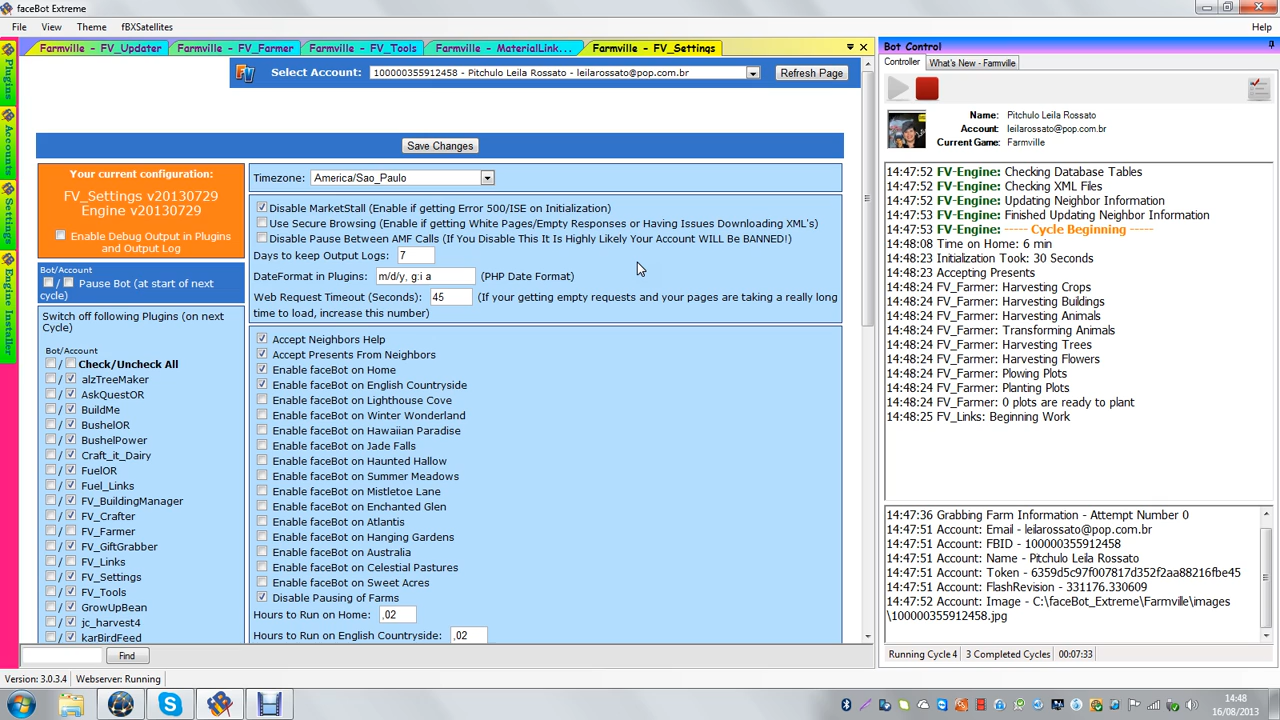 faceBot Extreme
File View Theme fBXSatellites Help
Farmville - FV_Updater Farmville - FV_Farmer Farmville - FV_Tools Farmville - MaterialLink... Farmville - FV_Settings
Plugins
Accounts
Settings
Engine Installer
FV Select Account: 100000355912458 - Pitchulo Leila Rossato - leilarossato@pop.com.br Refresh Page
Save Changes
Your current configuration:
FV_Settings v20130729
Engine v20130729
Enable Debug Output in Plugins
and Output Log
Bot/Account
/ Pause Bot (at start of next
cycle)
Switch off following Plugins (on next
Cycle)
Bot/Account
/ Check/Uncheck All
/ alzTreeMaker
/ AskQuestOR
/ BuildMe
/ BushelOR
/ BushelPower
/ Craft_it_Dairy
/ FuelOR
/ Fuel_Links
/ FV_BuildingManager
/ FV_Crafter
/ FV_Farmer
/ FV_GiftGrabber
/ FV_Links
/ FV_Settings
/ FV_Tools
/ GrowUpBean
/ jc_harvest4
/ karBirdFeed
Timezone: America/Sao_Paulo
Disable MarketStall (Enable if getting Error 500/ISE on Initialization)
Use Secure Browsing (Enable if getting White Pages/Empty Responses or Having Issues Downloading XML's)
Disable Pause Between AMF Calls (If You Disable This It Is Highly Likely Your Account WILL Be BANNED!)
Days to keep Output Logs: 7
DateFormat in Plugins: m/d/y, g:i a (PHP Date Format)
Web Request Timeout (Seconds): 45 (If your getting empty requests and your pages are taking a really long
time to load, increase this number)
Accept Neighbors Help
Accept Presents From Neighbors
Enable faceBot on Home
Enable faceBot on English Countryside
Enable faceBot on Lighthouse Cove
Enable faceBot on Winter Wonderland
Enable faceBot on Hawaiian Paradise
Enable faceBot on Jade Falls
Enable faceBot on Haunted Hallow
Enable faceBot on Summer Meadows
Enable faceBot on Mistletoe Lane
Enable faceBot on Enchanted Glen
Enable faceBot on Atlantis
Enable faceBot on Hanging Gardens
Enable faceBot on Australia
Enable faceBot on Celestial Pastures
Enable faceBot on Sweet Acres
Disable Pausing of Farms
Hours to Run on Home: ,02
Hours to Run on English Countryside: ,02
Find
Version: 3.0.3.4 Webserver: Running
Bot Control
Controller What's New - Farmville
Name: Pitchulo Leila Rossato
Account: leilarossato@pop.com.br
Current Game: Farmville
14:47:52 FV-Engine: Checking Database Tables
14:47:52 FV-Engine: Checking XML Files
14:47:52 FV-Engine: Updating Neighbor Information
14:47:53 FV-Engine: Finished Updating Neighbor Information
14:47:53 FV-Engine: ----- Cycle Beginning -----
14:48:08 Time on Home: 6 min
14:48:23 Initialization Took: 30 Seconds
14:48:23 Accepting Presents
14:48:24 FV_Farmer: Harvesting Crops
14:48:24 FV_Farmer: Harvesting Buildings
14:48:24 FV_Farmer: Harvesting Animals
14:48:24 FV_Farmer: Transforming Animals
14:48:24 FV_Farmer: Harvesting Trees
14:48:24 FV_Farmer: Harvesting Flowers
14:48:24 FV_Farmer: Plowing Plots
14:48:24 FV_Farmer: Planting Plots
14:48:24 FV_Farmer: 0 plots are ready to plant
14:48:25 FV_Links: Beginning Work
14:47:36 Grabbing Farm Information - Attempt Number 0
14:47:51 Account: Email - leilarossato@pop.com.br
14:47:51 Account: FBID - 100000355912458
14:47:51 Account: Name - Pitchulo Leila Rossato
14:47:51 Account: Token - 6359d5c97f007817d352f2aa88216fbe45
14:47:51 Account: FlashRevision - 331176.330609
14:47:52 Account: Image - C:\faceBot_Extreme\Farmville\images
\100000355912458.jpg
Running Cycle 4 3 Completed Cycles 00:07:33
14:48
16/08/2013